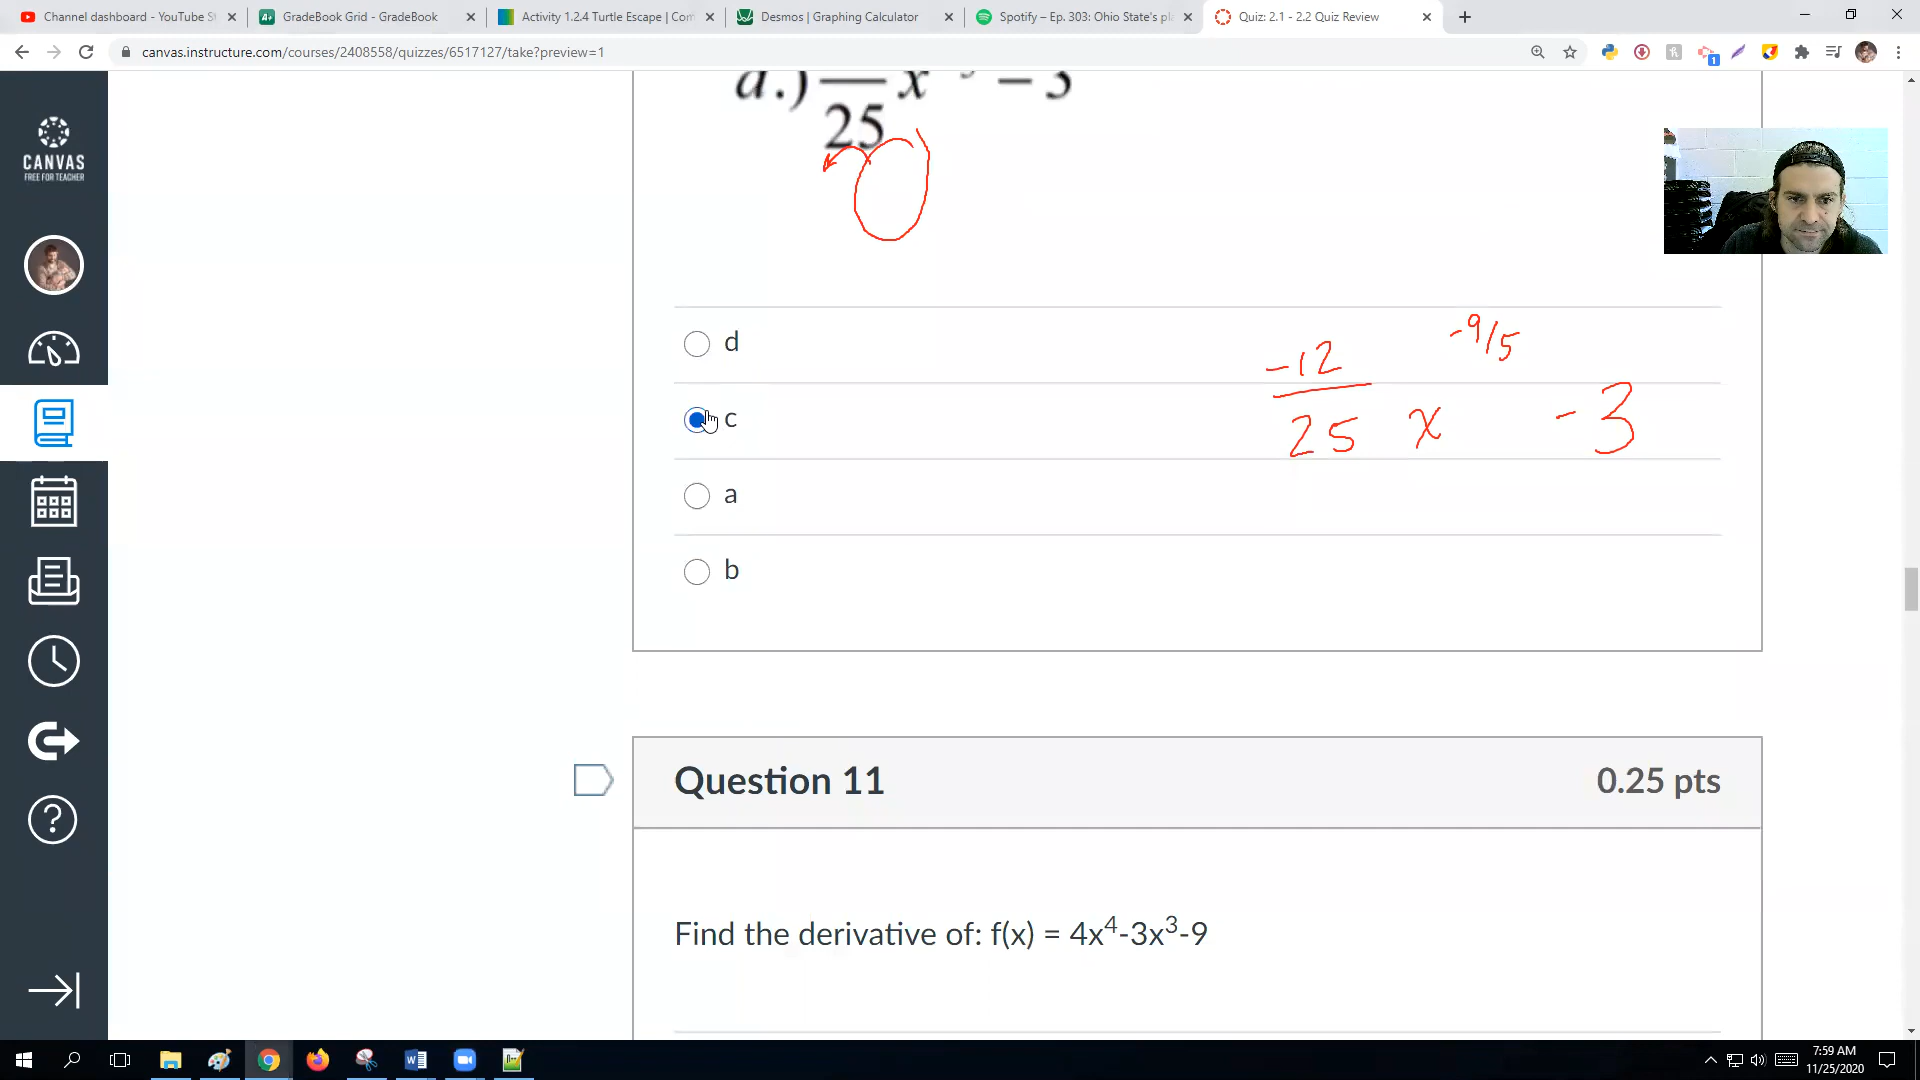 Channel dashboard - YouTube S
GradeBook Grid - GradeBook
Activity 1.2.4 Turtle Escape | Com
Desmos | Graphing Calculator
Spotify – Ep. 303: Ohio State's pl
Quiz: 2.1 - 2.2 Quiz Review
canvas.instructure.com/courses/2408558/quizzes/6517127/take?preview=1
CANVAS
FREE FOR TEACHER
25 x - 3
d
c
a
b
-12 -9/5
25 x - 3
Question 11
0.25 pts
Find the derivative of: f(x) = 4x⁴-3x³-9
7:59 AM
11/25/2020